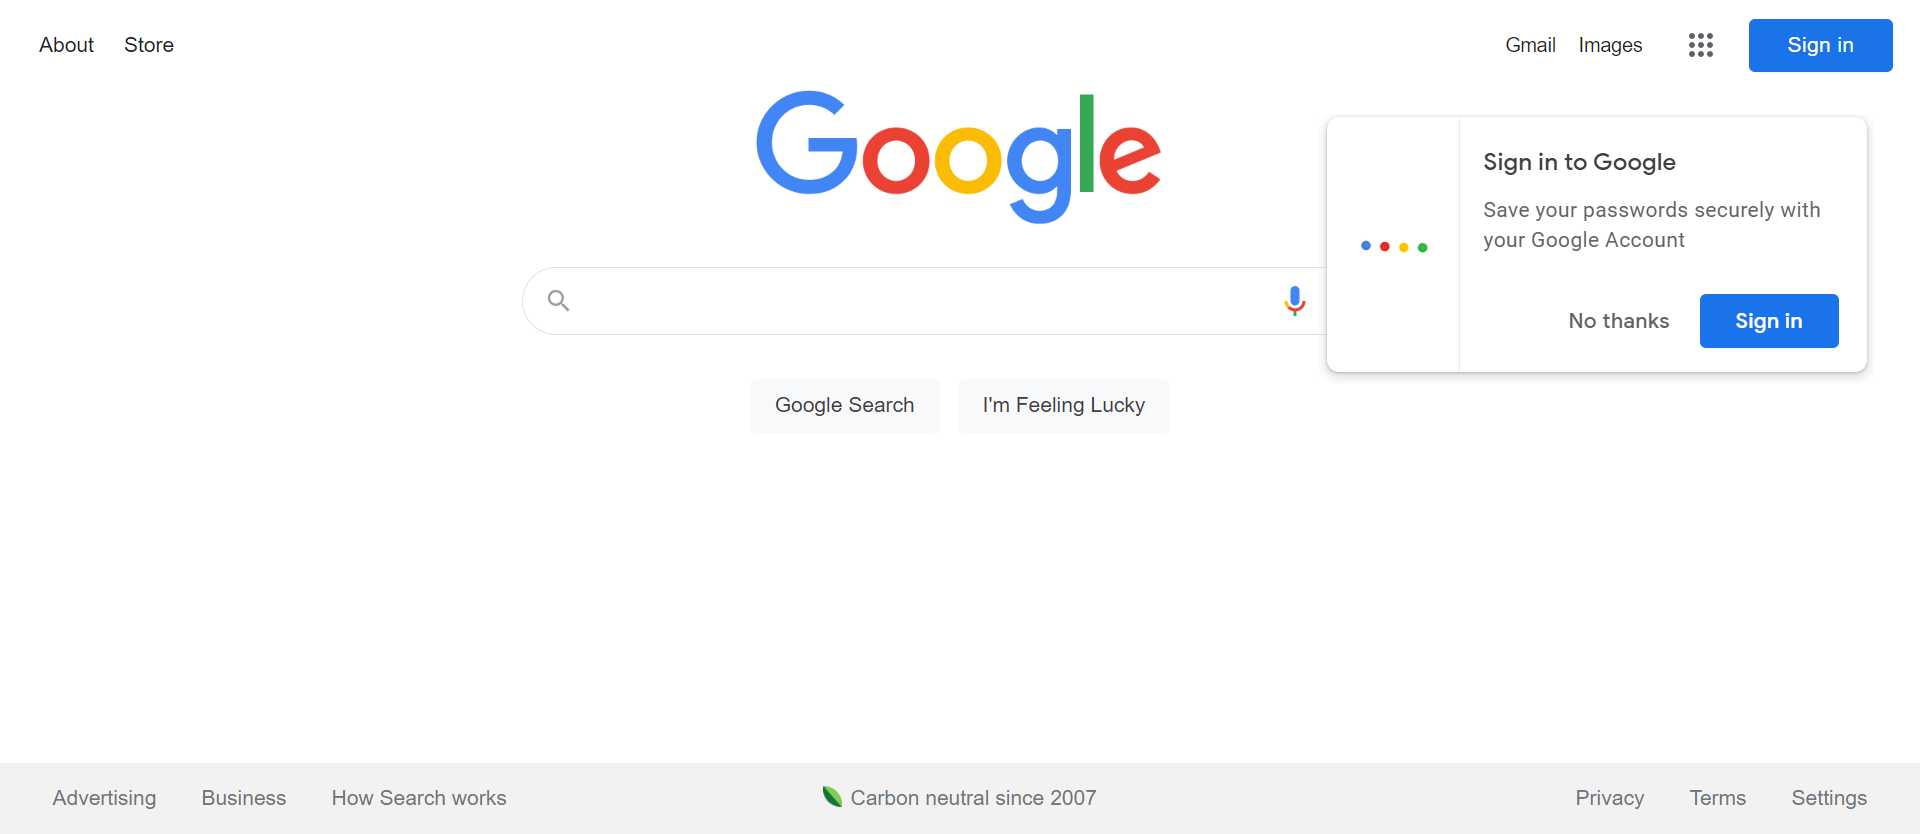 About Store Gmail Images Sign in
Google
Sign in to Google
Save your passwords securely with
your Google Account
No thanks Sign in
Google Search I'm Feeling Lucky
Advertising Business How Search works Carbon neutral since 2007 Privacy Terms Settings